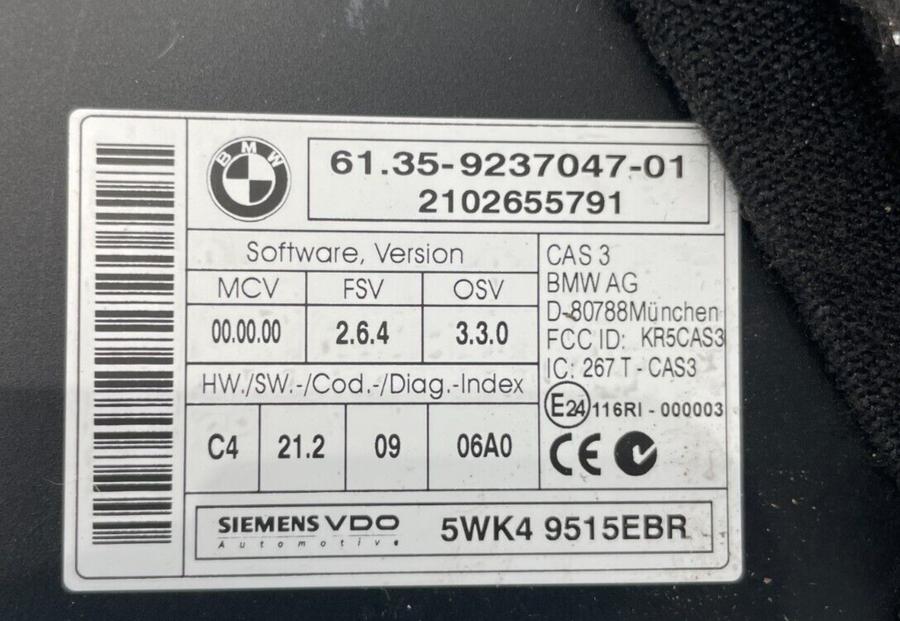 BMW
61.35-9237047-01
2102655791
Software, Version
MCV FSV OSV
00.00.00 2.6.4 3.3.0
HW./SW.-/Cod.-/Diag.-Index
C4 21.2 09 06A0
CAS 3
BMW AG
D-80788München
FCC ID: KR5CAS3
IC: 267 T - CAS3
E24 116RI - 000003
CE
SIEMENS VDO
Automotive
5WK4 9515EBR